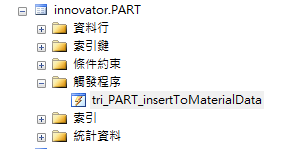 innovator.PART
資料行
索引鍵
條件約束
觸發程序
tri_PART_insertToMaterialData
索引
統計資料